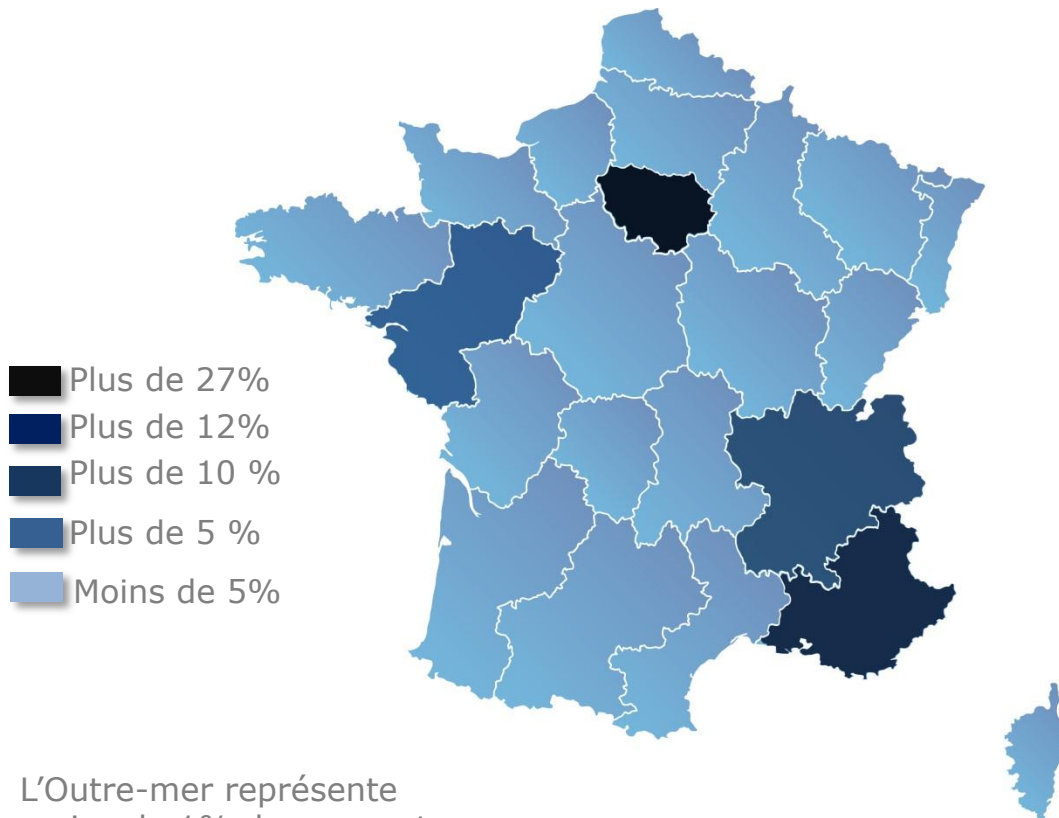 Plus de 27%
Plus de 12%
Plus de 10 %
Plus de 5 %
Moins de 5%
L’Outre-mer représente